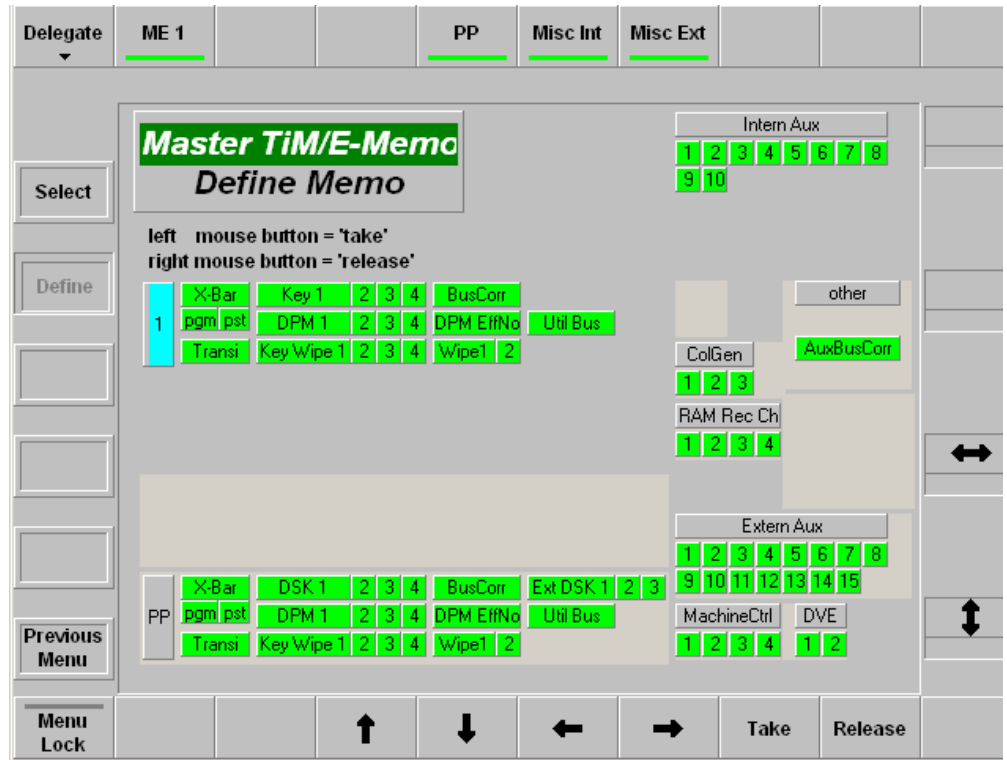 Delegate ME 1 PP Misc Int Misc Ext
Master TiM/E-Memo
Define Memo
Intern Aux
1 2 3 4 5 6 7 8
9 10
Select
left mouse button = 'take'
right mouse button = 'release'
Define
1
X-Bar Key 1 2 3 4 BusCorr
pgm pst DPM 1 2 3 4 DPM EffNo Util Bus
Transi Key Wipe 1 2 3 4 Wipe1 2
other
AuxBusCorr
ColGen
1 2 3
RAM Rec Ch
1 2 3 4
Extern Aux
1 2 3 4 5 6 7 8
9 10 11 12 13 14 15
PP
X-Bar DSK 1 2 3 4 BusCorr Ext DSK 1 2 3
pgm pst DPM 1 2 3 4 DPM EffNo Util Bus
Transi Key Wipe 1 2 3 4 Wipe1 2
MachineCtrl DVE
1 2 3 4 1 2
Previous
Menu
Menu
Lock
Take Release